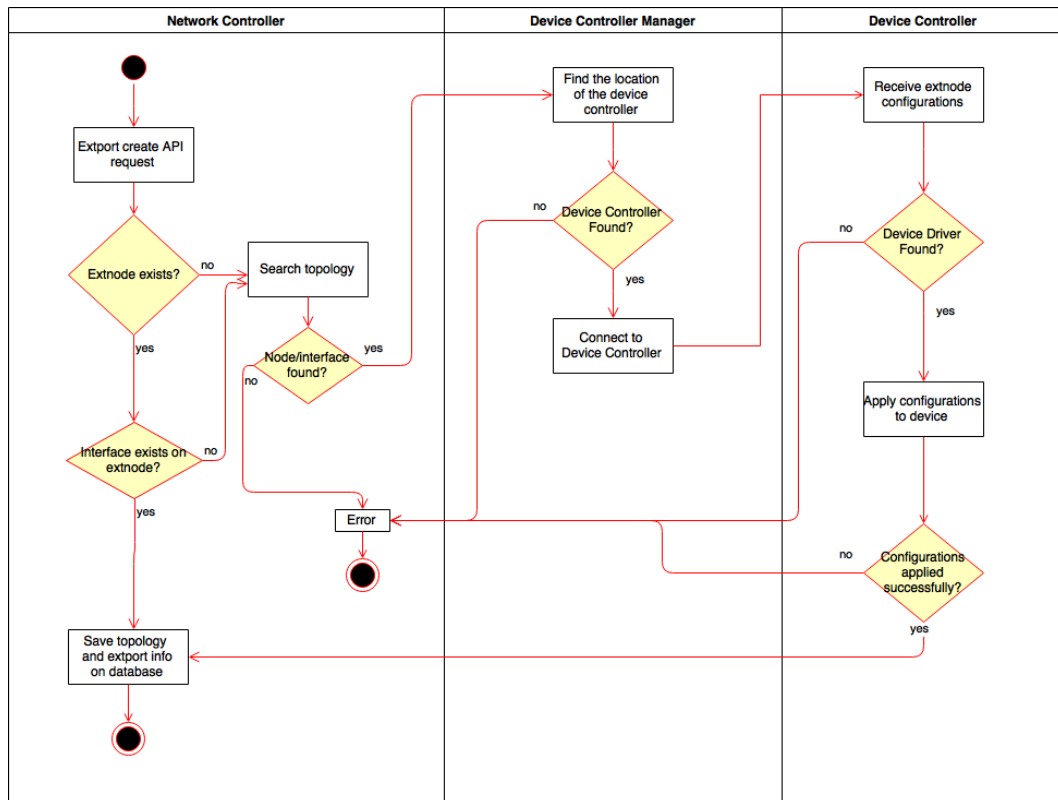 Network Controller
Device Controller Manager
Device Controller
Extport create API
request
Extnode exists?
no
yes
Search topology
Node/interface
found?
yes
no
Interface exists on
extnode?
no
yes
Error
Save topology
and extport info
on database
Find the location
of the device
controller
Device Controller
Found?
no
yes
Connect to
Device Controller
Receive extnode
configurations
Device Driver
Found?
no
yes
Apply configurations
to device
Configurations
applied
successfully?
no
yes